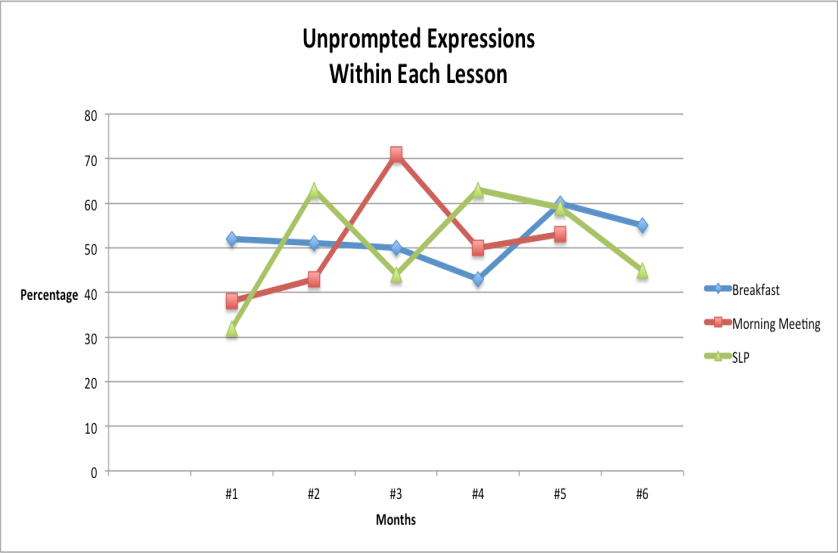 Unprompted Expressions
Within Each Lesson
80
70
60
50
40
30
20
10
0
Percentage
#1 #2 #3 #4 #5 #6
Months
Breakfast
Morning Meeting
SLP